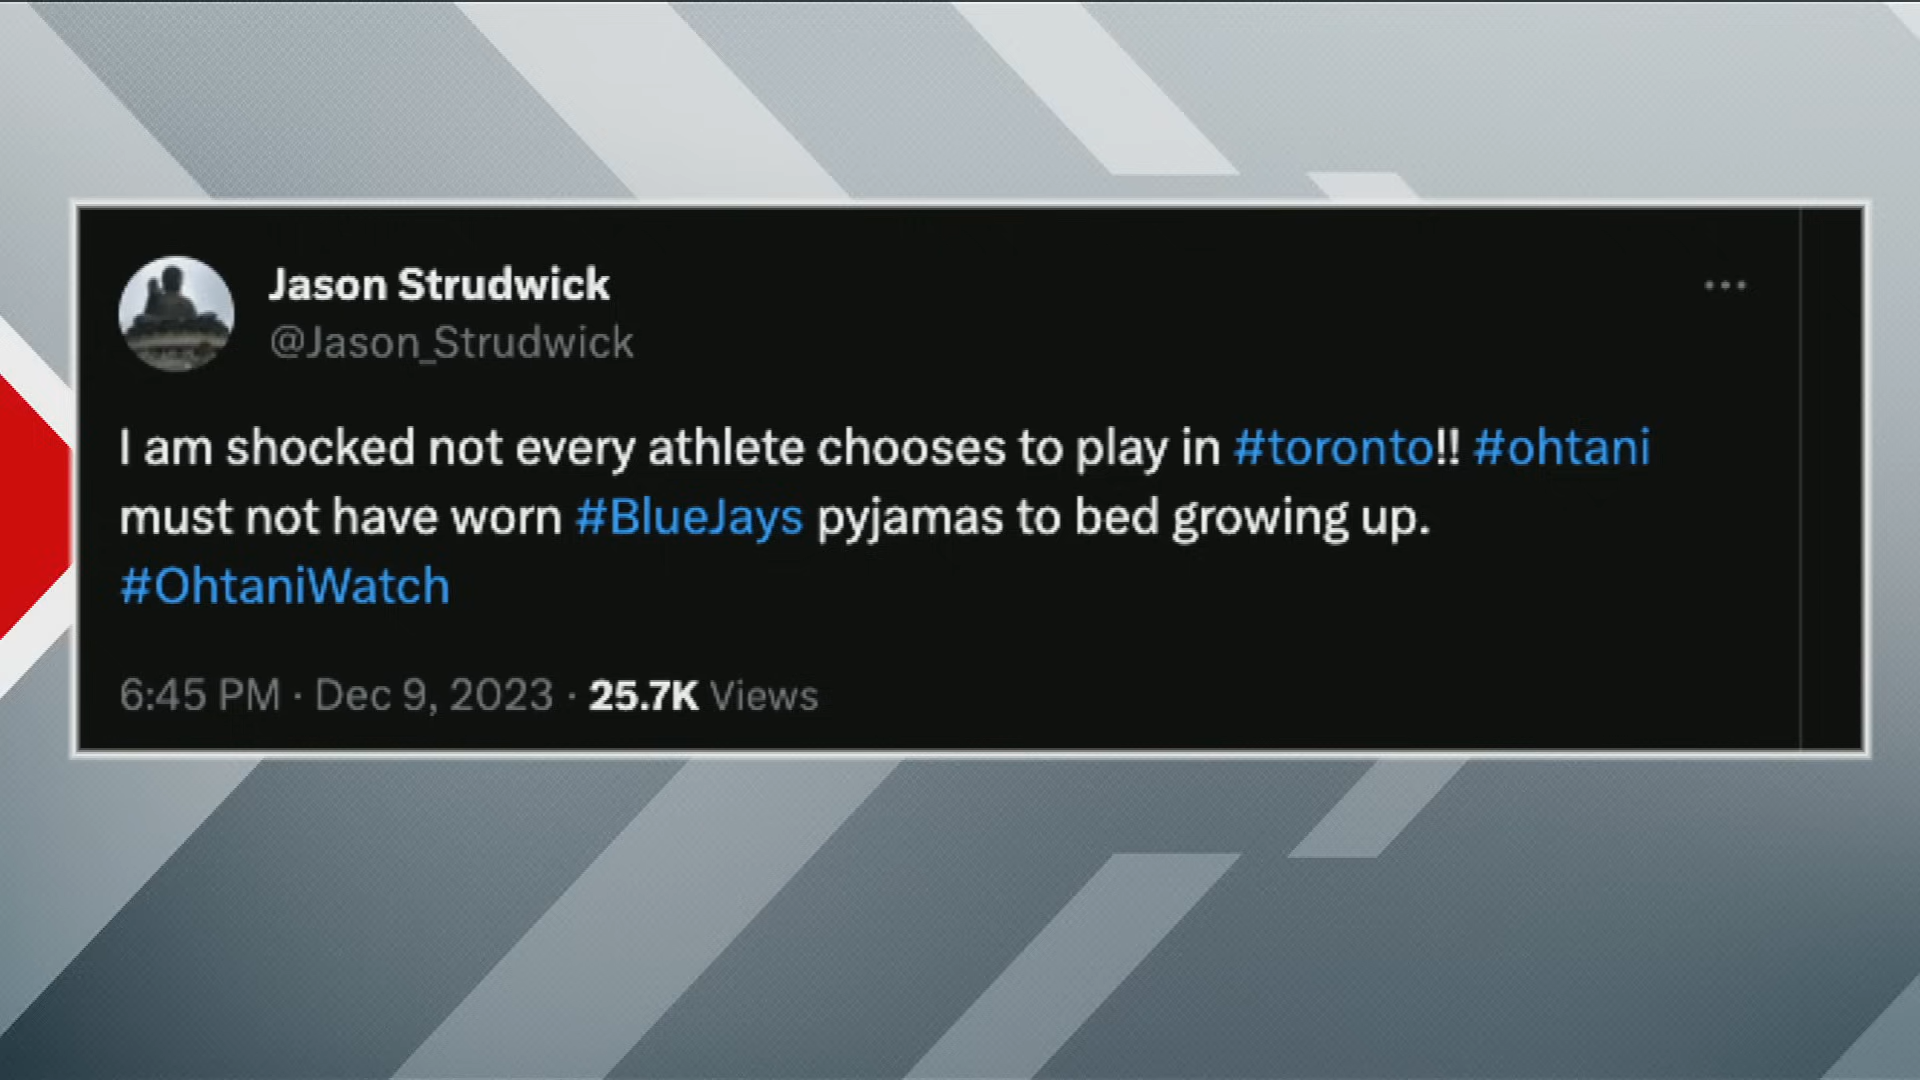 Jason Strudwick
@Jason_Strudwick
I am shocked not every athlete chooses to play in #toronto!! #ohtani
must not have worn #BlueJays pyjamas to bed growing up.
#OhtaniWatch
6:45 PM · Dec 9, 2023 · 25.7K Views